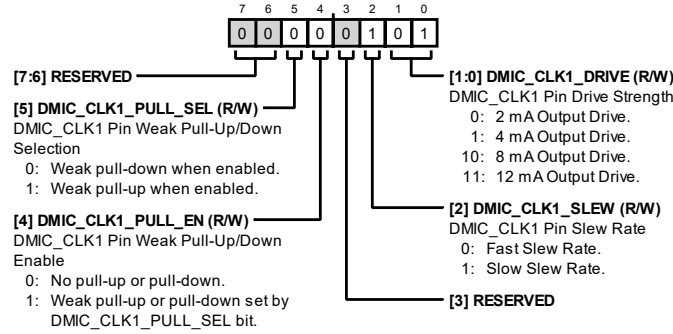 7 6 5 4 3 2 1 0
0 0 0 0 0 1 0 1
[7:6] RESERVED
[5] DMIC_CLK1_PULL_SEL (R/W)
DMIC_CLK1 Pin Weak Pull-Up/Down
Selection
0: Weak pull-down when enabled.
1: Weak pull-up when enabled.
[4] DMIC_CLK1_PULL_EN (R/W)
DMIC_CLK1 Pin Weak Pull-Up/Down
Enable
0: No pull-up or pull-down.
1: Weak pull-up or pull-down set by
DMIC_CLK1_PULL_SEL bit.
[1:0] DMIC_CLK1_DRIVE (R/W)
DMIC_CLK1 Pin Drive Strength
0: 2 mA Output Drive.
1: 4 mA Output Drive.
10: 8 mA Output Drive.
11: 12 mA Output Drive.
[2] DMIC_CLK1_SLEW (R/W)
DMIC_CLK1 Pin Slew Rate
0: Fast Slew Rate.
1: Slow Slew Rate.
[3] RESERVED